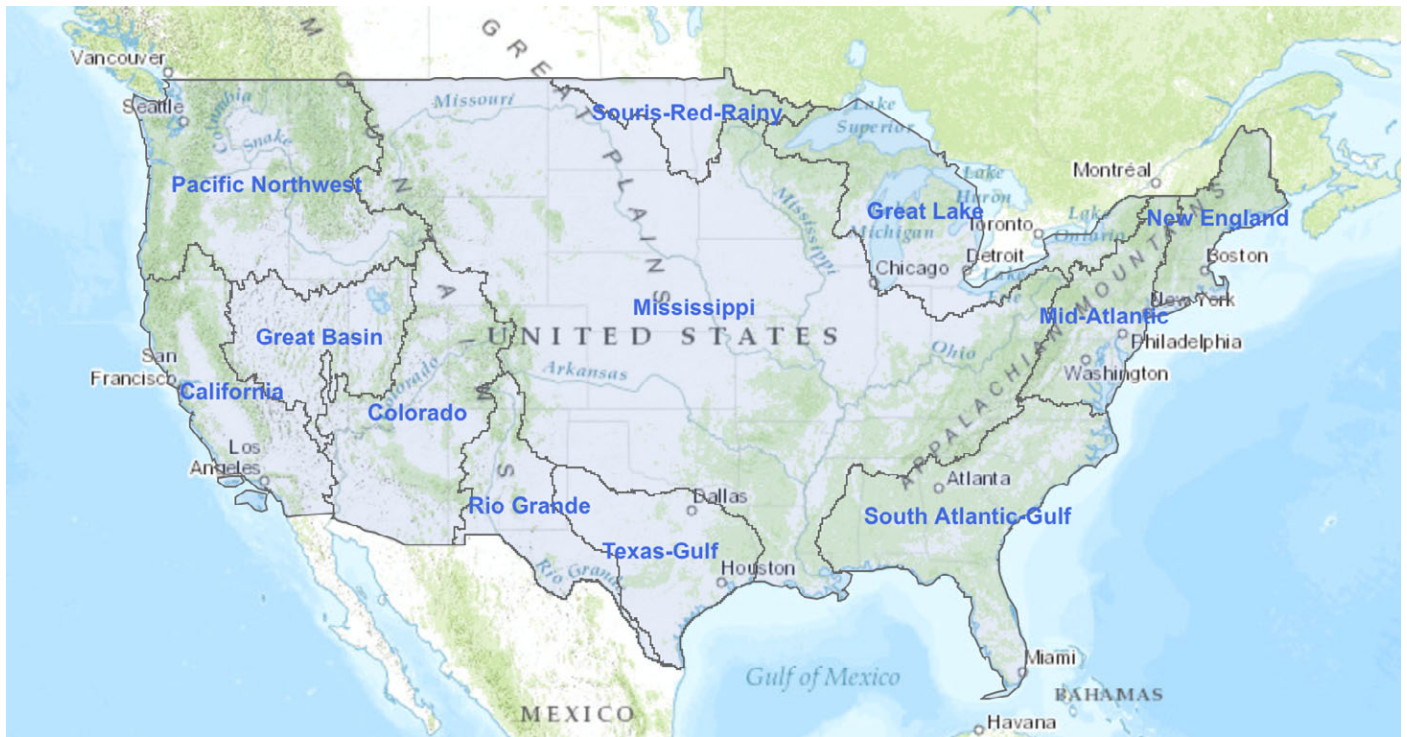 Vancouver
Seattle
Columbia
Snake
Pacific Northwest
MOUNTAINS
GREAT PLAINS
Missouri
Souris-Red-Rainy
Lake
Superior
Mississippi
Great Lake
Michigan
Lake
Huron
Toronto
Lake
Ontario
Montréal
New England
Boston
Chicago
Detroit
Lake
Erie
New York
Mid-Atlantic
Philadelphia
Washington
APPALACHIAN MOUNTAINS
Mississippi
UNITED STATES
Ohio
Arkansas
Great Basin
San
Francisco
California
Colorado
Colorado
Los
Angeles
Rio Grande
Dallas
Atlanta
South Atlantic-Gulf
Texas-Gulf
Houston
Rio Grande
Gulf of Mexico
Miami
BAHAMAS
MEXICO
Havana